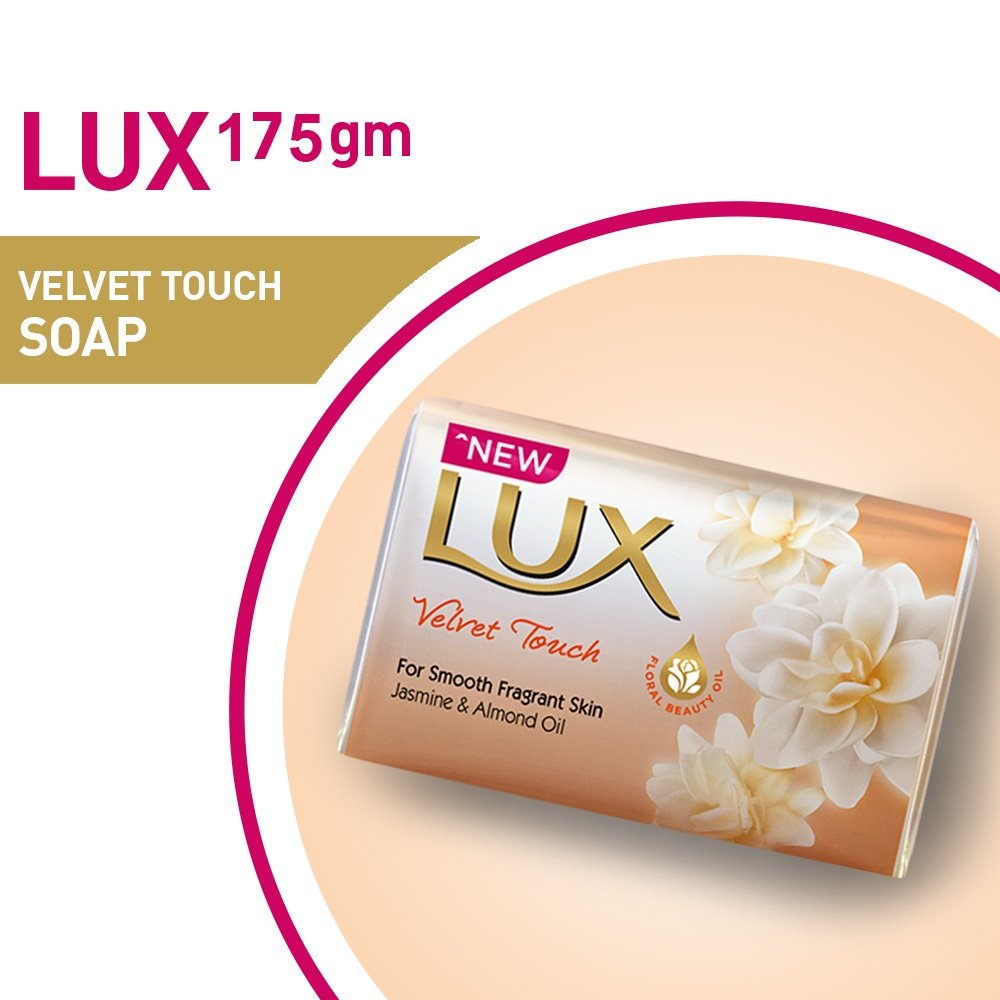 LUX 175gm
VELVET TOUCH
SOAP
^NEW
LUX
Velvet Touch
For Smooth Fragrant Skin
Jasmine & Almond Oil
FLORAL BEAUTY OIL